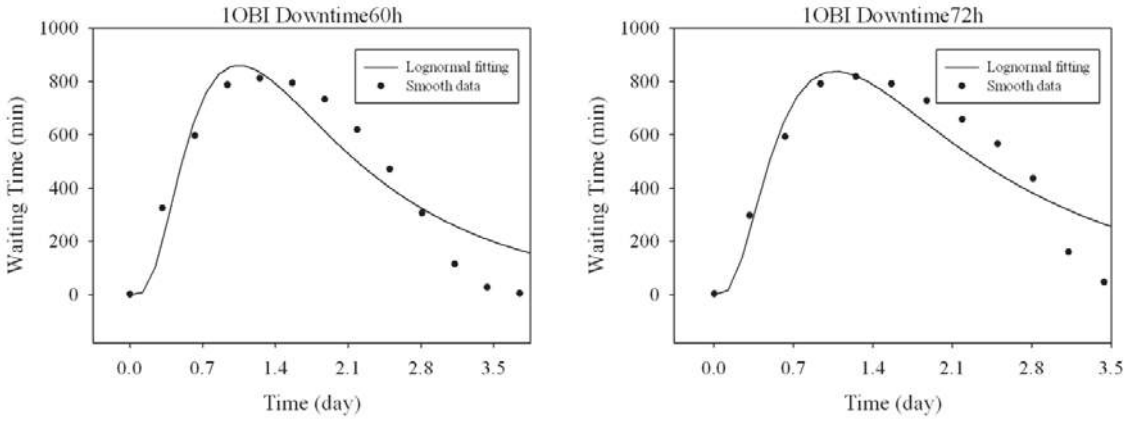 1OBI Downtime60h
1000
800
600
400
200
0
Waiting Time (min)
Lognormal fitting
Smooth data
0.0 0.7 1.4 2.1 2.8 3.5
Time (day)
1OBI Downtime72h
1000
800
600
400
200
0
Waiting Time (min)
Lognormal fitting
Smooth data
0.0 0.7 1.4 2.1 2.8 3.5
Time (day)